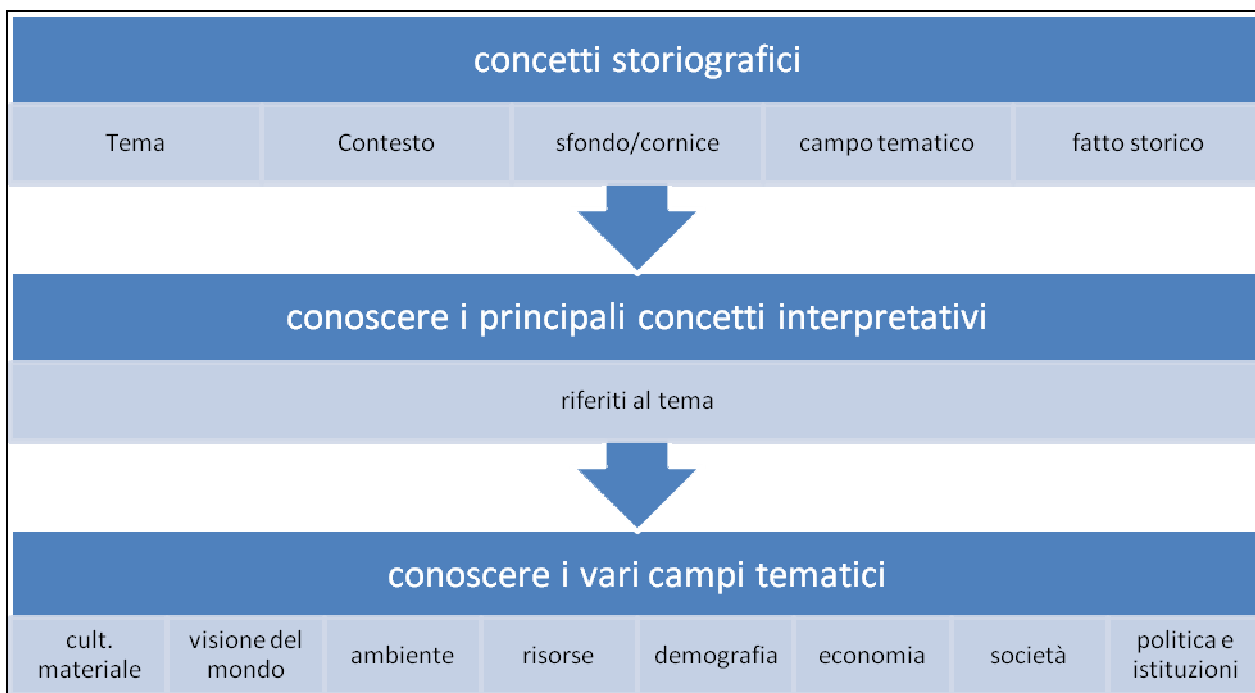 concetti storiografici
Tema
Contesto
sfondo/cornice
campo tematico
fatto storico
conoscere i principali concetti interpretativi
riferiti al tema
conoscere i vari campi tematici
cult.
materiale
visione del
mondo
ambiente
risorse
demografia
economia
società
politica e
istituzioni